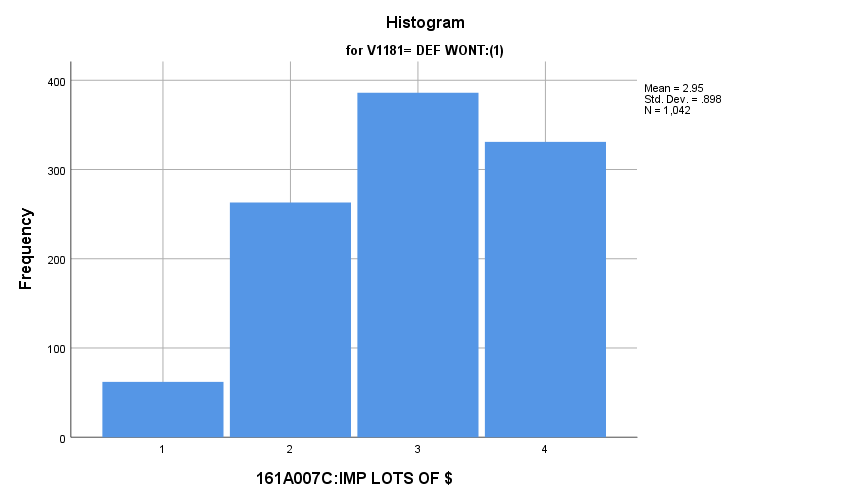 Histogram
for V1181= DEF WONT:(1)
Mean = 2.95
Std. Dev. = .898
N = 1,042
Frequency
400
300
200
100
0
1 2 3 4
161A007C:IMP LOTS OF $